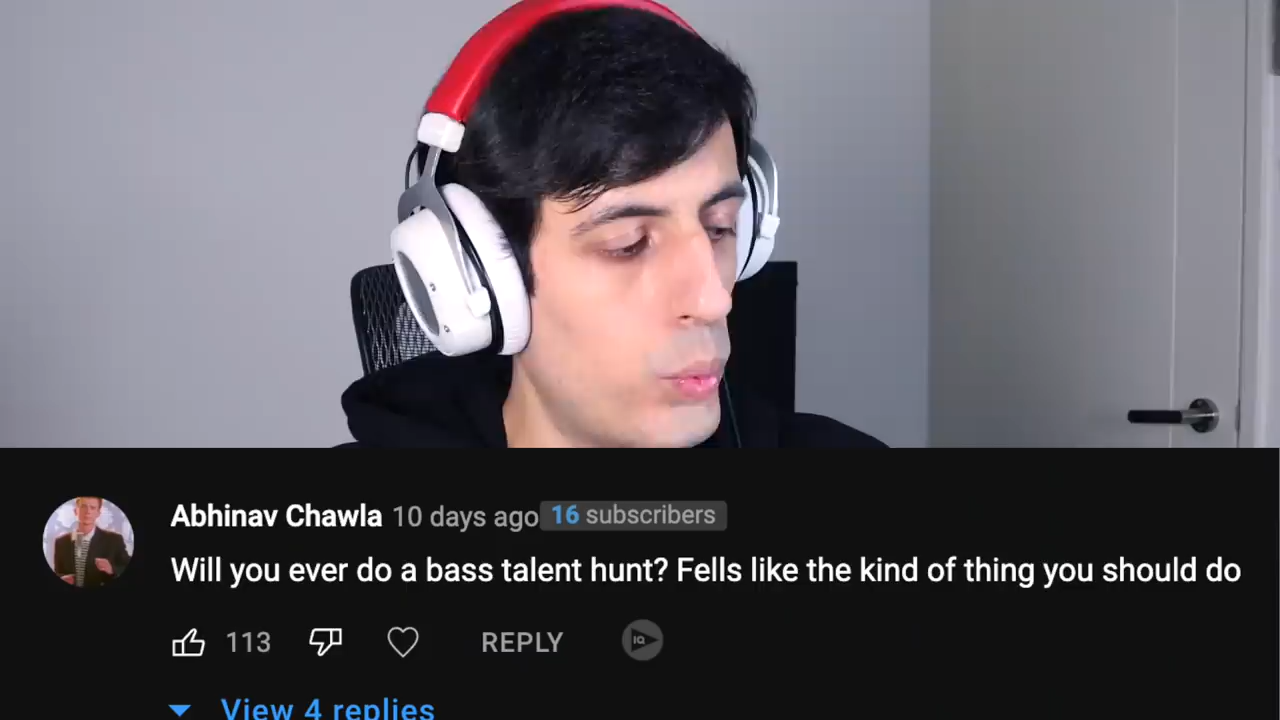 Abhinav Chawla 10 days ago 16 subscribers
Will you ever do a bass talent hunt? Fells like the kind of thing you should do
113 REPLY IQ
View 4 replies